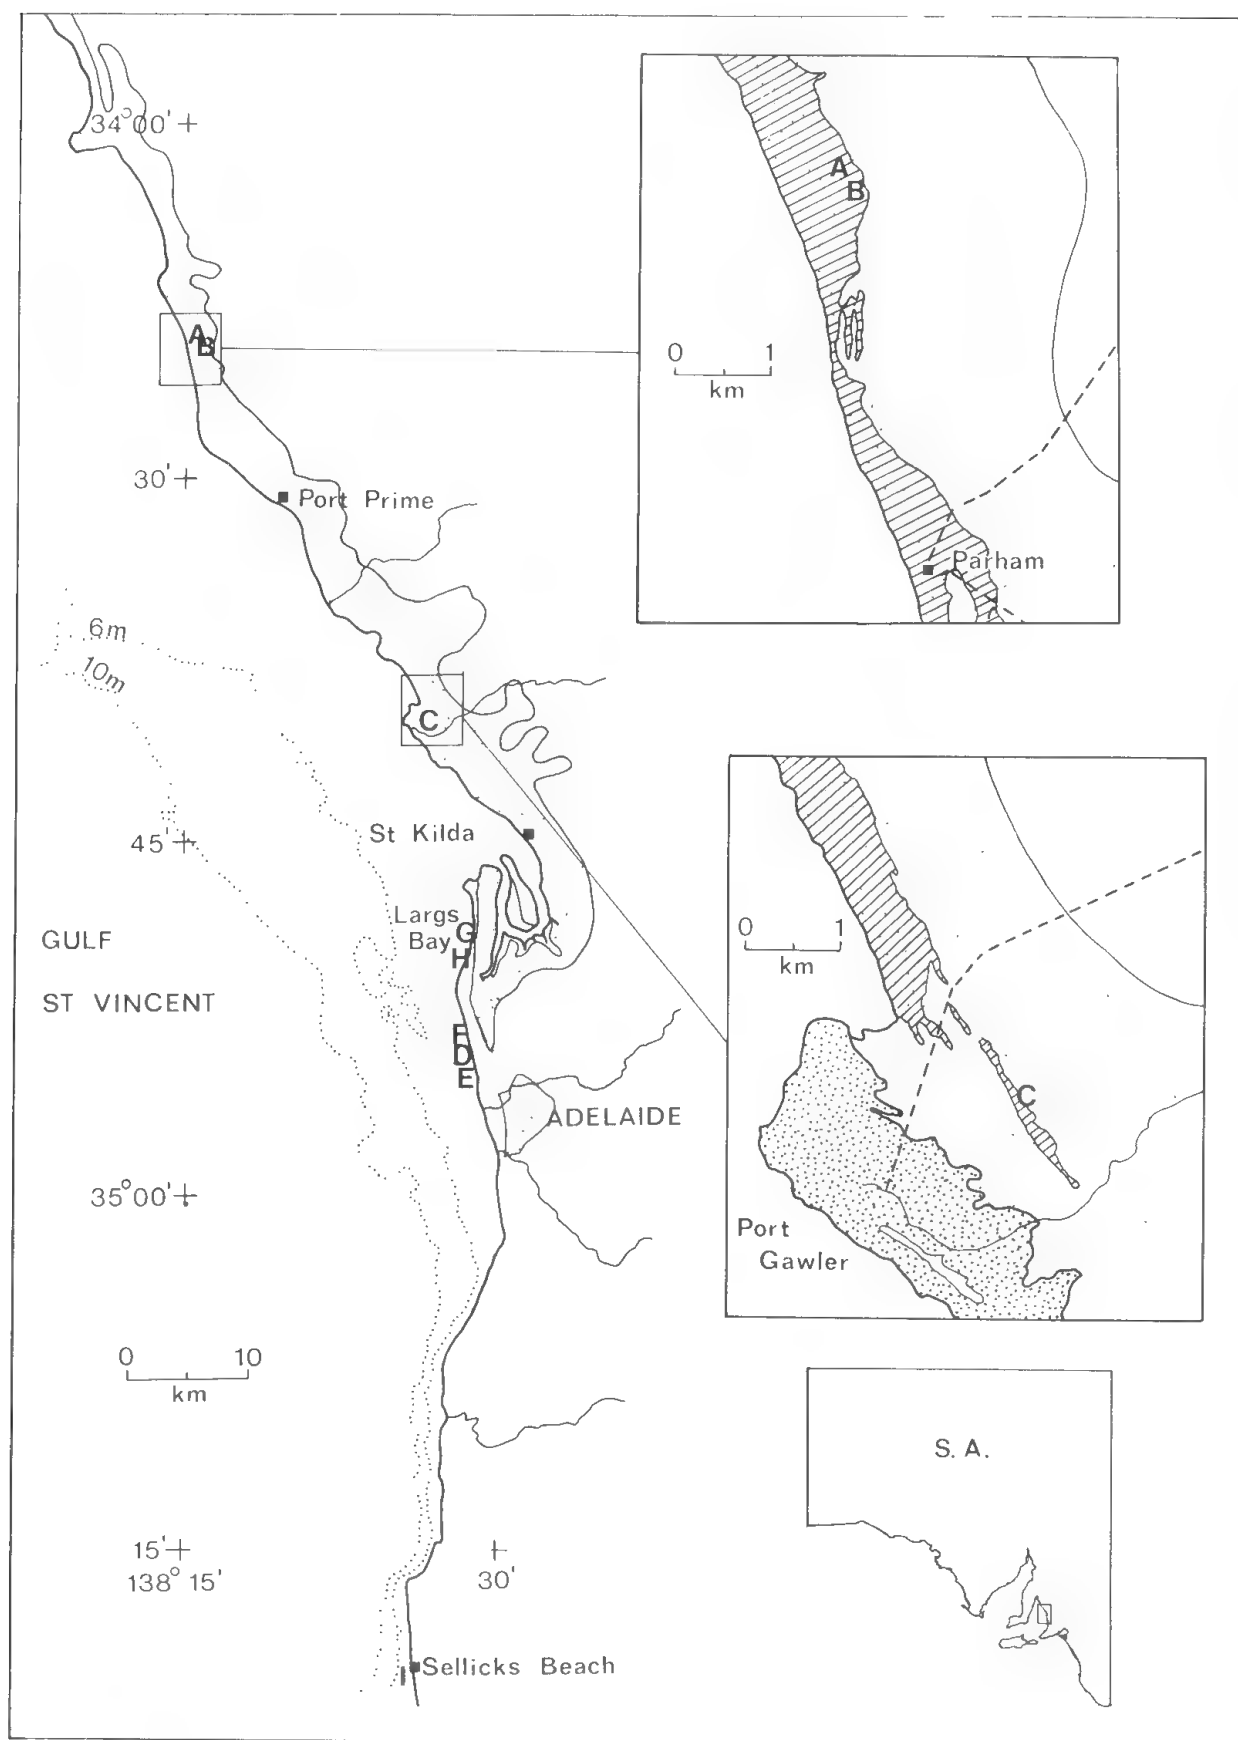 34°00'
A
B
30'
Port Prime
6m
10m
C
45'
St Kilda
Largs
Bay
G
H
GULF
ST VINCENT
F
D
E
ADELAIDE
35°00'
0 10
km
15'
138° 15'
30'
I
Sellicks Beach
A
B
0 1
km
Parham
0 1
km
C
Port
Gawler
S. A.